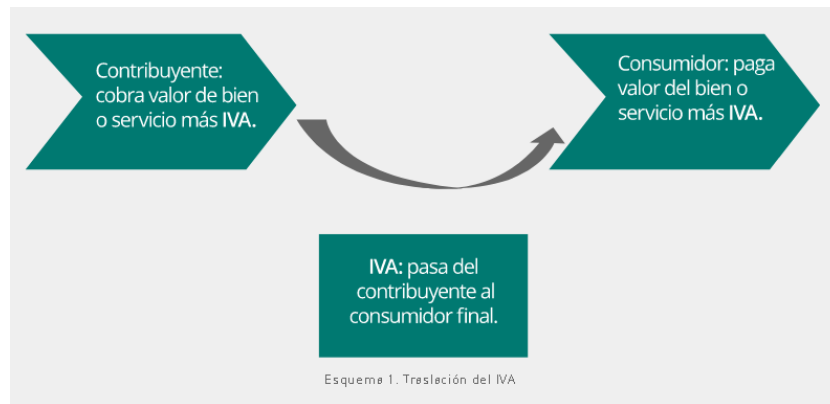 Contribuyente:
cobra valor de bien
o servicio más IVA.
Consumidor: paga
valor del bien o
servicio más IVA.
IVA: pasa del
contribuyente al
consumidor final.
Esquema 1. Traslación del IVA